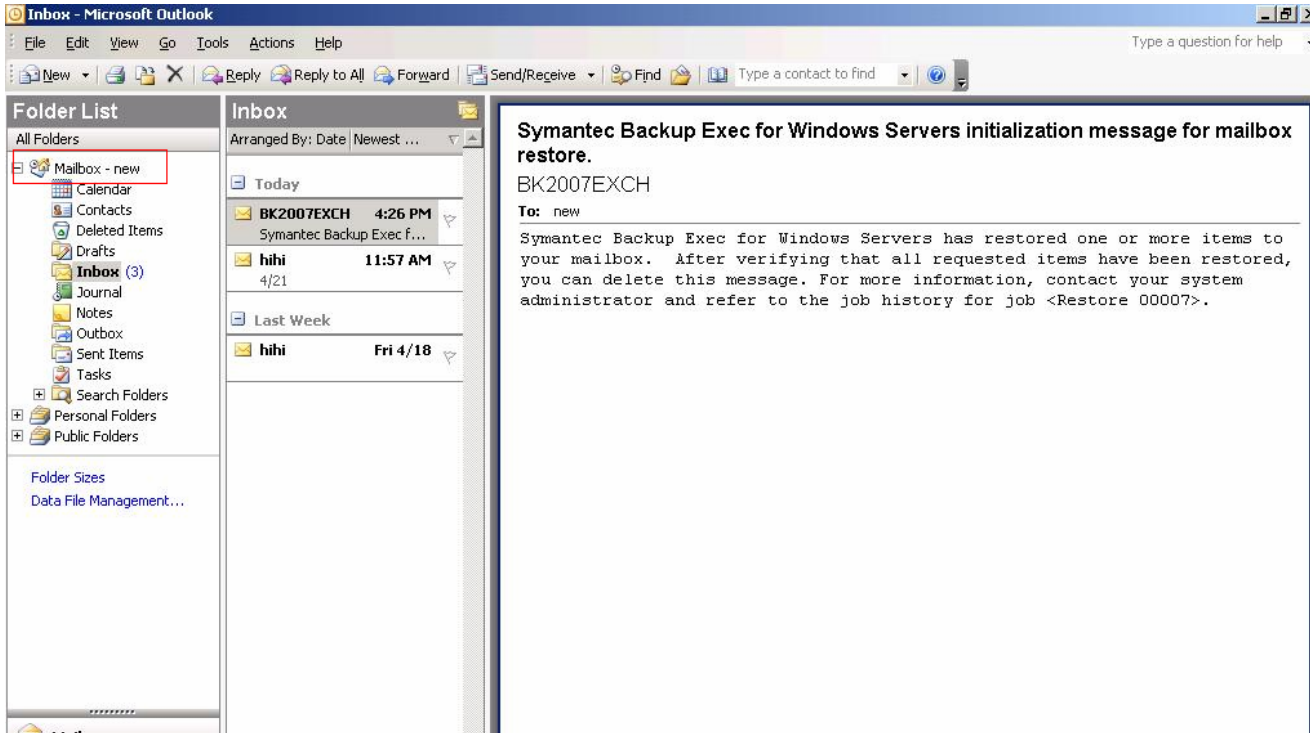 Inbox - Microsoft Outlook
File Edit View Go Tools Actions Help
Type a question for help
New Reply Reply to All Forward Send/Receive Find Type a contact to find
Folder List
All Folders
Mailbox - new
Calendar
Contacts
Deleted Items
Drafts
Inbox (3)
Journal
Notes
Outbox
Sent Items
Tasks
Search Folders
Personal Folders
Public Folders
Folder Sizes
Data File Management...
Inbox
Arranged By: Date Newest ...
Today
BK2007EXCH 4:26 PM
Symantec Backup Exec f...
hihi 11:57 AM
4/21
Last Week
hihi Fri 4/18
Symantec Backup Exec for Windows Servers initialization message for mailbox
restore.
BK2007EXCH
To: new
Symantec Backup Exec for Windows Servers has restored one or more items to
your mailbox. After verifying that all requested items have been restored,
you can delete this message. For more information, contact your system
administrator and refer to the job history for job <Restore 00007>.